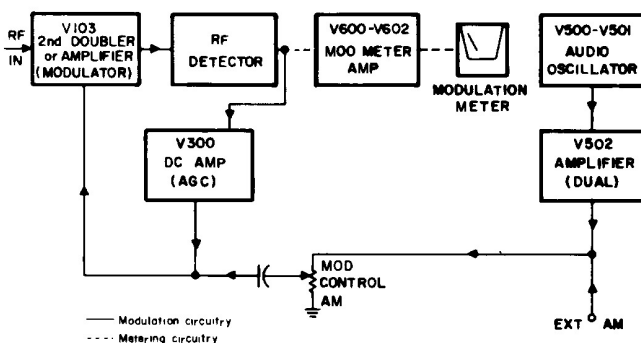 RF
IN
V103
2nd DOUBLER
or AMPLIFIER
(MODULATOR)
RF
DETECTOR
V600-V602
MOO METER
AMP
MODULATION
METER
V500-V501
AUDIO
OSCILLATOR
V300
DC AMP
(AGC)
V502
AMPLIFIER
(DUAL)
MOD
CONTROL
AM
EXT AM
Modulation circuitry
Metering circuitry